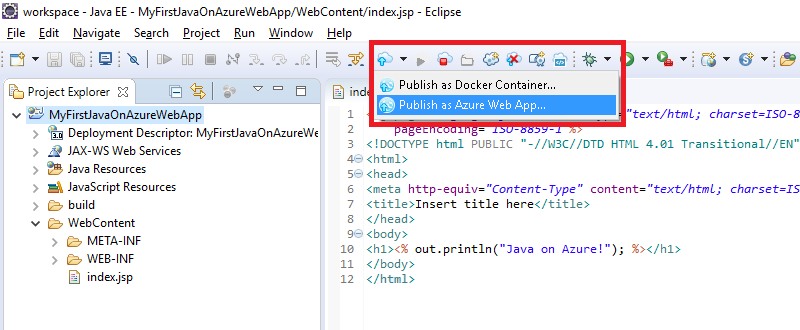 workspace - Java EE - MyFirstJavaOnAzureWebApp/WebContent/index.jsp - Eclipse
File Edit Navigate Search Project Run Window Help
Project Explorer
MyFirstJavaOnAzureWebApp
Deployment Descriptor: MyFirstJavaOnAzureWe
JAX-WS Web Services
Java Resources
JavaScript Resources
build
WebContent
META-INF
WEB-INF
index.jsp
Publish as Docker Container...
Publish as Azure Web App...
inde
1 <
="text/html; charset=ISO-8
pageEncoding="ISO-8859-1"%>
<!DOCTYPE html PUBLIC "-//W3C//DTD HTML 4.01 Transitional//EN"
4 <html>
5 <head>
6 <meta http-equiv="Content-Type" content="text/html; charset=ISO
7 <title>Insert title here</title>
8 </head>
9 <body>
10 <h1><% out.println("Java on Azure!"); %></h1>
11 </body>
12 </html>